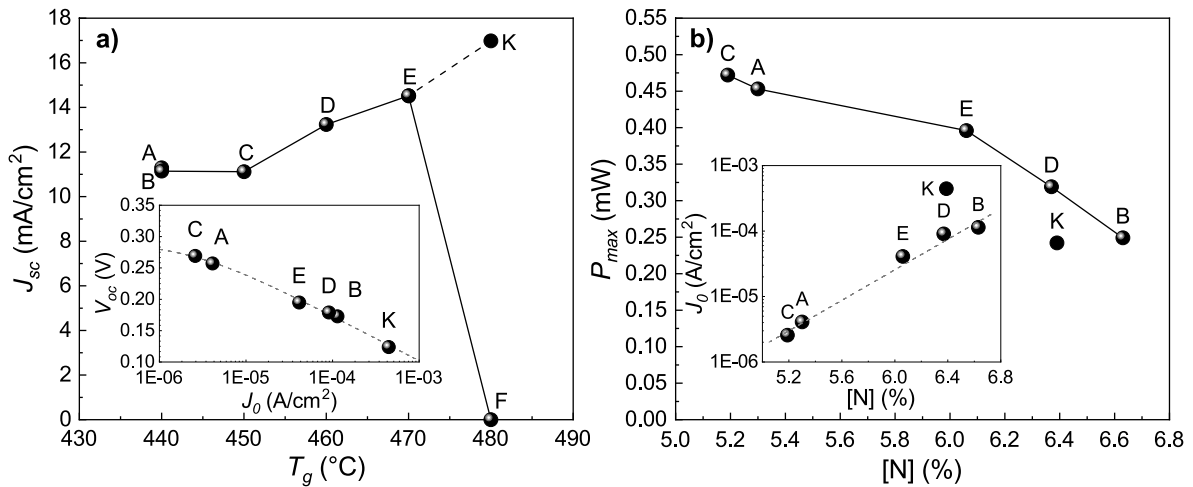 a)
18
16
14
12
10
8
6
4
2
0
J_sc (mA/cm²)
430 440 450 460 470 480 490
T_g (°C)
A
B
C
D
E
K
F
0.35
0.30
0.25
0.20
0.15
0.10
V_oc (V)
C A
E D B
K
1E-06 1E-05 1E-04 1E-03
J_0 (A/cm²)
b)
0.55
0.50
0.45
0.40
0.35
0.30
0.25
0.20
0.15
0.10
0.05
0.00
P_max (mW)
C
A
E
D
K
B
1E-03
1E-04
1E-05
1E-06
J_0 (A/cm²)
K
D B
E
C A
5.2 5.6 6.0 6.4 6.8
[N] (%)
5.0 5.2 5.4 5.6 5.8 6.0 6.2 6.4 6.6 6.8
[N] (%)